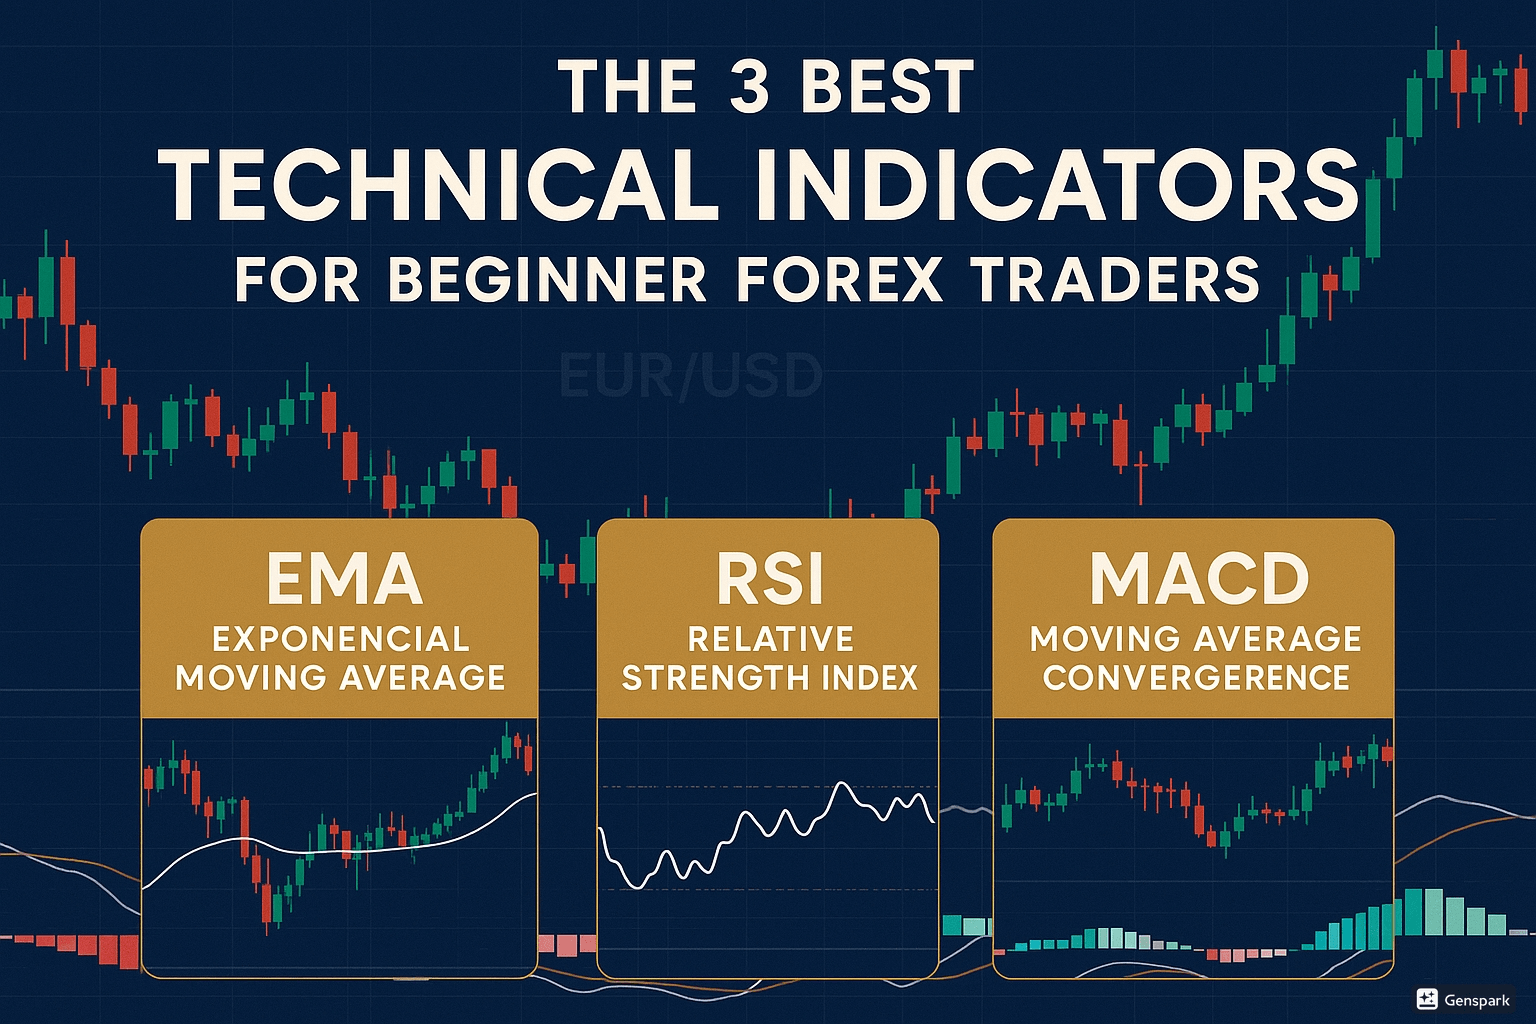 THE 3 BEST
TECHNICAL INDICATORS
FOR BEGINNER FOREX TRADERS
EUR/USD
EMA
EXPONENCIAL
MOVING AVERAGE
RSI
RELATIVE
STRENGTH INDEX
MACD
MOVING AVERAGE
CONVERGERENCE
Genspark